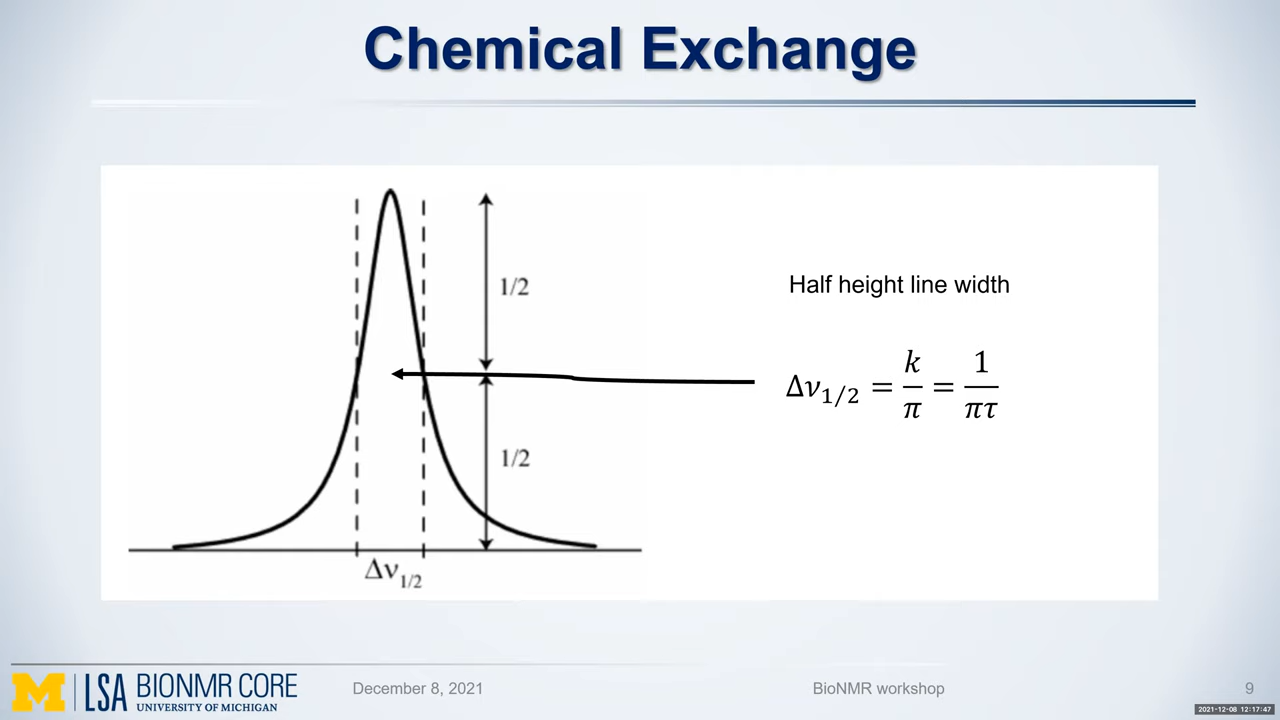 Chemical Exchange
1/2
Half height line width
Δν1/2 = k/π = 1/πτ
1/2
Δν1/2
M LSA BIONMR CORE
UNIVERSITY OF MICHIGAN
December 8, 2021
BioNMR workshop
9
2021-12-08 12:17:47